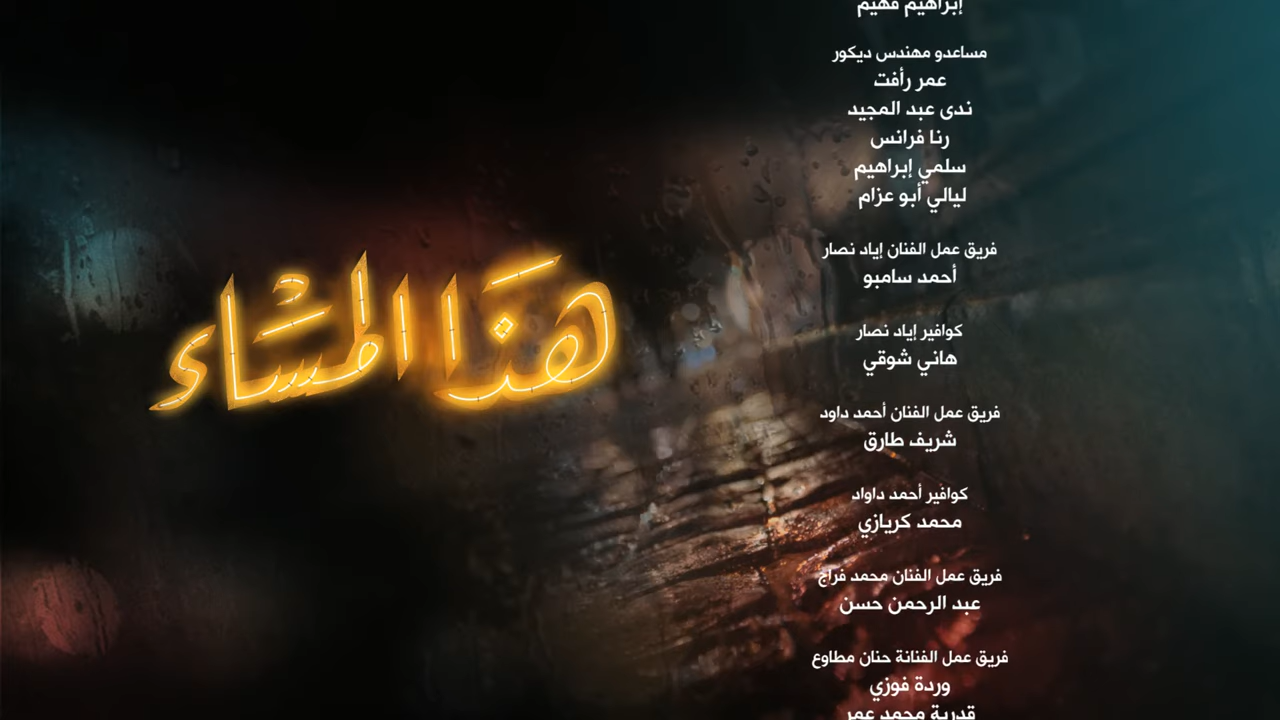 هذا المساء
إبراهيم فهيم
مساعدو مهندس ديكور
عمر رأفت
ندى عبد المجيد
رنا فرانس
سلمي إبراهيم
ليالي أبو عزام
فريق عمل الفنان إياد نصار
أحمد سامبو
كوافير إياد نصار
هاني شوقي
فريق عمل الفنان أحمد داود
شريف طارق
كوافير أحمد داواد
محمد كريازي
فريق عمل الفنان محمد فراج
عبد الرحمن حسن
فريق عمل الفنانة حنان مطاوع
وردة فوزي
قدرية محمد عمر